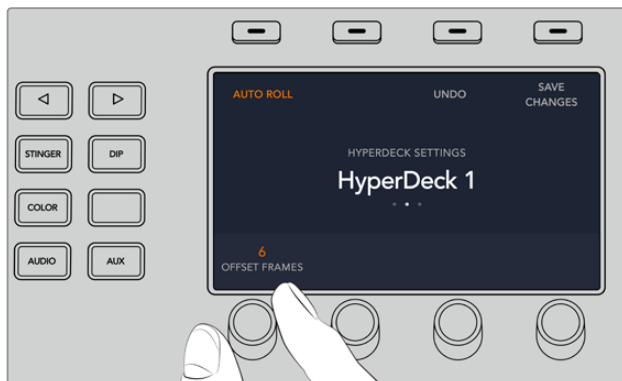 AUTO ROLL
UNDO
SAVE
CHANGES
STINGER
DIP
HYPERDECK SETTINGS
HyperDeck 1
COLOR
6
OFFSET FRAMES
AUDIO
AUX